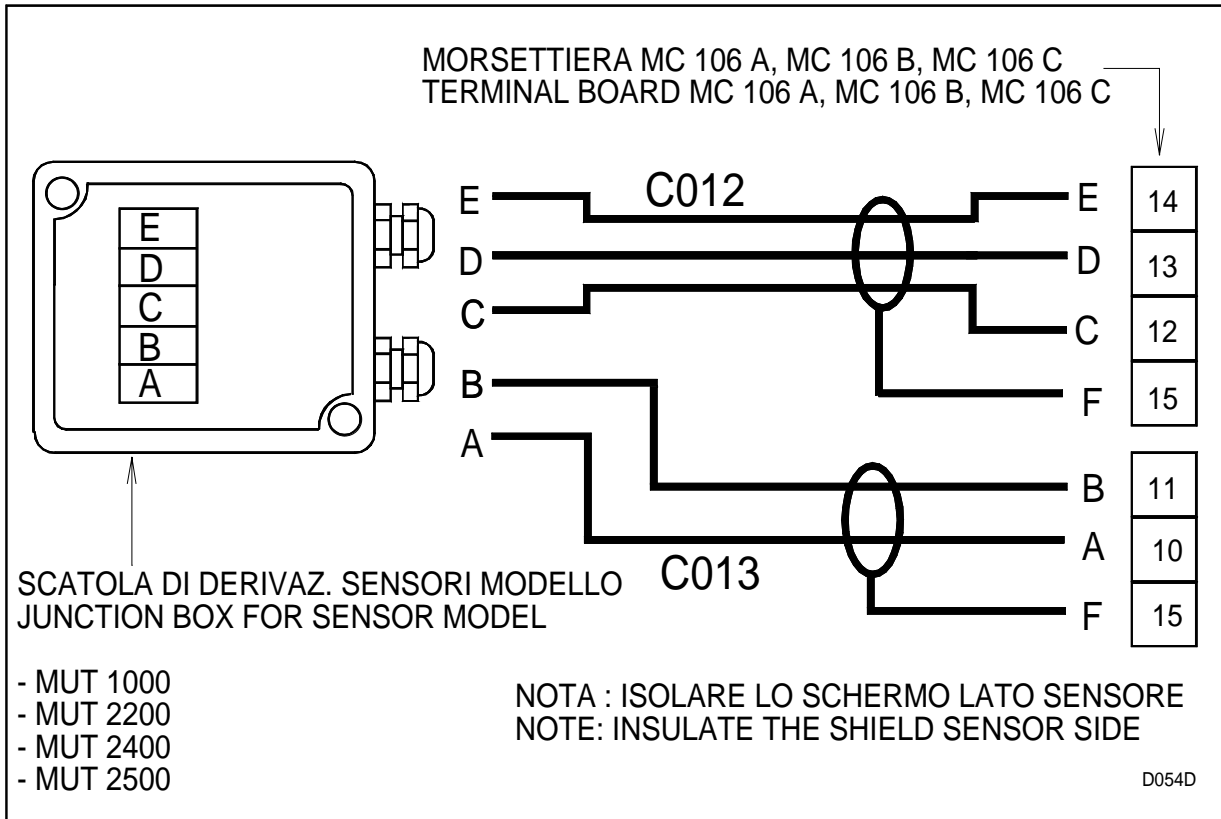 MORSETTIERA MC 106 A, MC 106 B, MC 106 C
TERMINAL BOARD MC 106 A, MC 106 B, MC 106 C
E
D
C
B
A
E
D
C
B
A
C012
C013
E
D
C
F
B
A
F
14
13
12
15
11
10
15
SCATOLA DI DERIVAZ. SENSORI MODELLO
JUNCTION BOX FOR SENSOR MODEL
- MUT 1000
- MUT 2200
- MUT 2400
- MUT 2500
NOTA : ISOLARE LO SCHERMO LATO SENSORE
NOTE: INSULATE THE SHIELD SENSOR SIDE
D054D